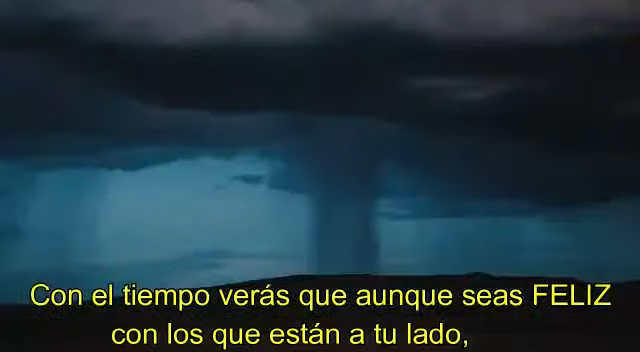 Con el tiempo verás que aunque seas FELIZ
con los que están a tu lado,